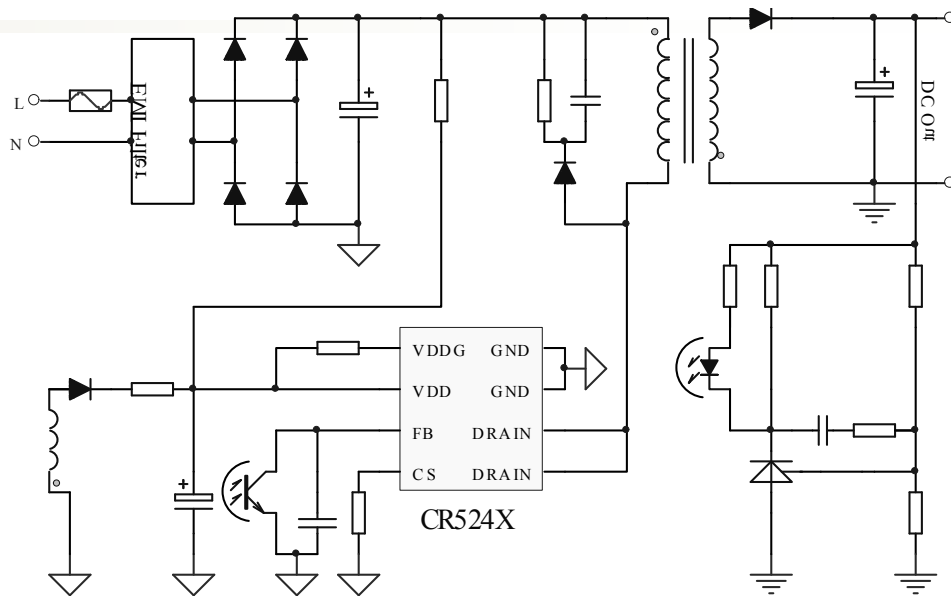 L
N
EMI Filter
+
+
DC Out
VDDG
GND
VDD
GND
FB
DRAIN
CS
DRAIN
+
CR524X